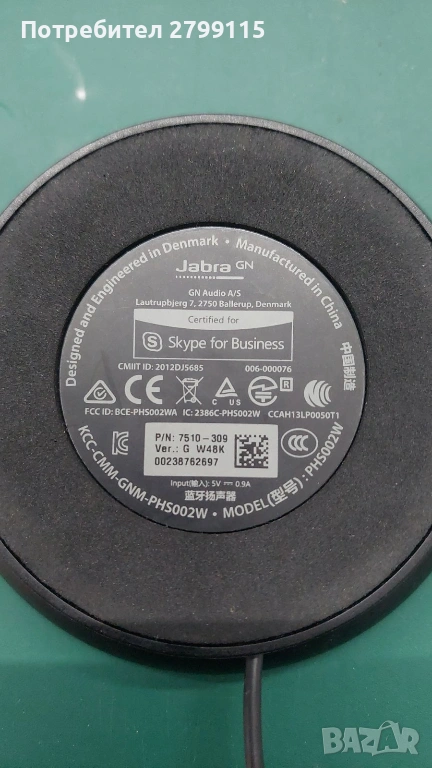 Потребител 2799115
Designed and Engineered in Denmark • Manufactured in China
中国制造
Jabra GN
GN Audio A/S
Lautrupbjerg 7, 2750 Ballerup, Denmark
Certified for
S Skype for Business
CMIIT ID: 2012DJ5685 006-000076
C US R
FCC ID: BCE-PHS002WA IC: 2386C-PHS002W CCAH13LP0050T1
P/N: 7510-309
Ver.: G W48K
00238762697
Input(输入): 5V 0.9A
蓝牙扬声器
KCC-CMM-GNM-PHS002W • MODEL(型号): PHS002W
BAZAR